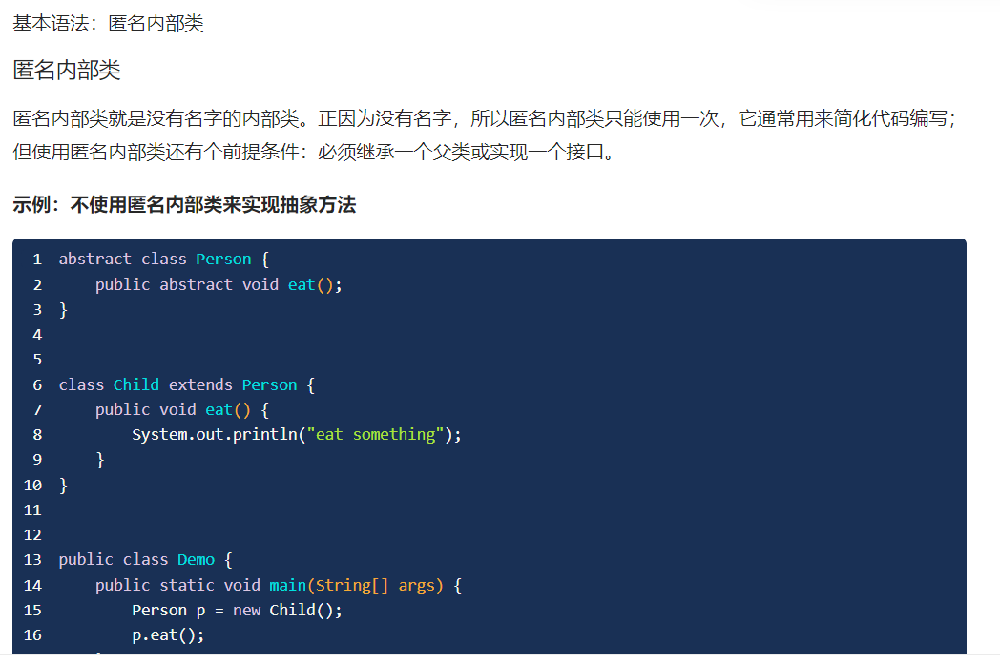 基本语法：匿名内部类
匿名内部类
匿名内部类就是没有名字的内部类。正因为没有名字，所以匿名内部类只能使用一次，它通常用来简化代码编写；
但使用匿名内部类还有个前提条件：必须继承一个父类或实现一个接口。
示例：不使用匿名内部类来实现抽象方法
1 abstract class Person {
2     public abstract void eat();
3 }
4
5
6 class Child extends Person {
7     public void eat() {
8         System.out.println("eat something");
9     }
10 }
11
12
13 public class Demo {
14     public static void main(String[] args) {
15         Person p = new Child();
16         p.eat();